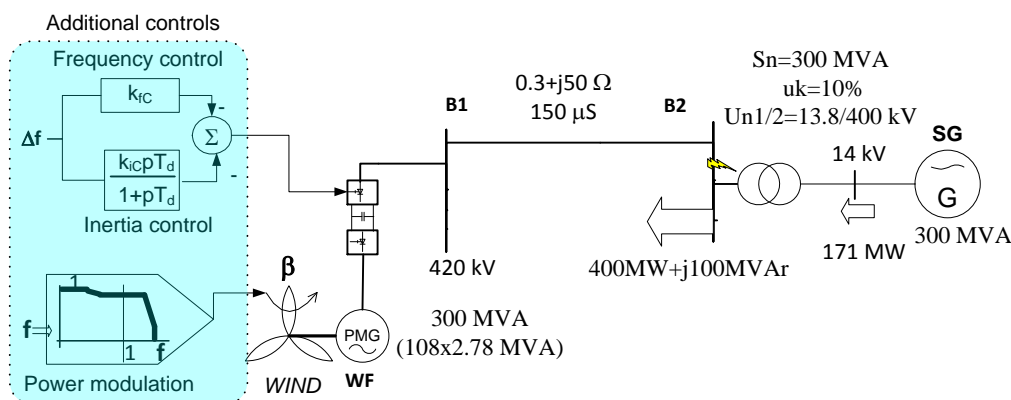 Additional controls
Frequency control
k_fC
-
Δf
Σ
-
k_iC pT_d
1+pT_d
Inertia control
1
f
1
f
Power modulation
β
WIND
PMG
WF
300 MVA
(108x2.78 MVA)
B1
420 kV
0.3+j50 Ω
150 µS
B2
400MW+j100MVAr
Sn=300 MVA
uk=10%
Un1/2=13.8/400 kV
14 kV
171 MW
SG
G
300 MVA